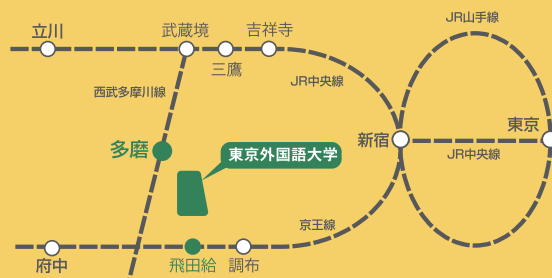 JR山手線
立川
武蔵境
吉祥寺
三鷹
JR中央線
西武多摩川線
東京
新宿
多磨
東京外国語大学
JR中央線
京王線
府中
飛田給
調布